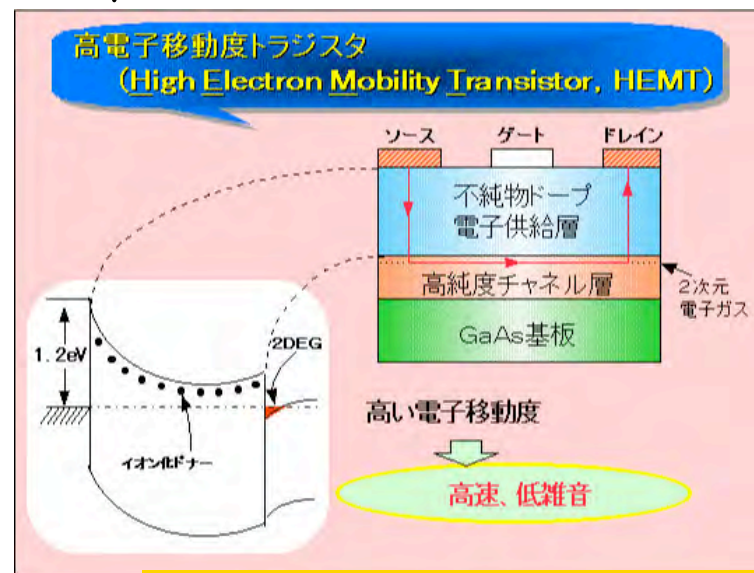 高電子移動度トラジスタ
(High Electron Mobility Transistor, HEMT)
ソース
ゲート
ドレイン
不純物ドープ
電子供給層
高純度チャネル層
2次元
電子ガス
GaAs基板
1.2eV
2DEG
イオン化ドナー
高い電子移動度
高速、低雑音